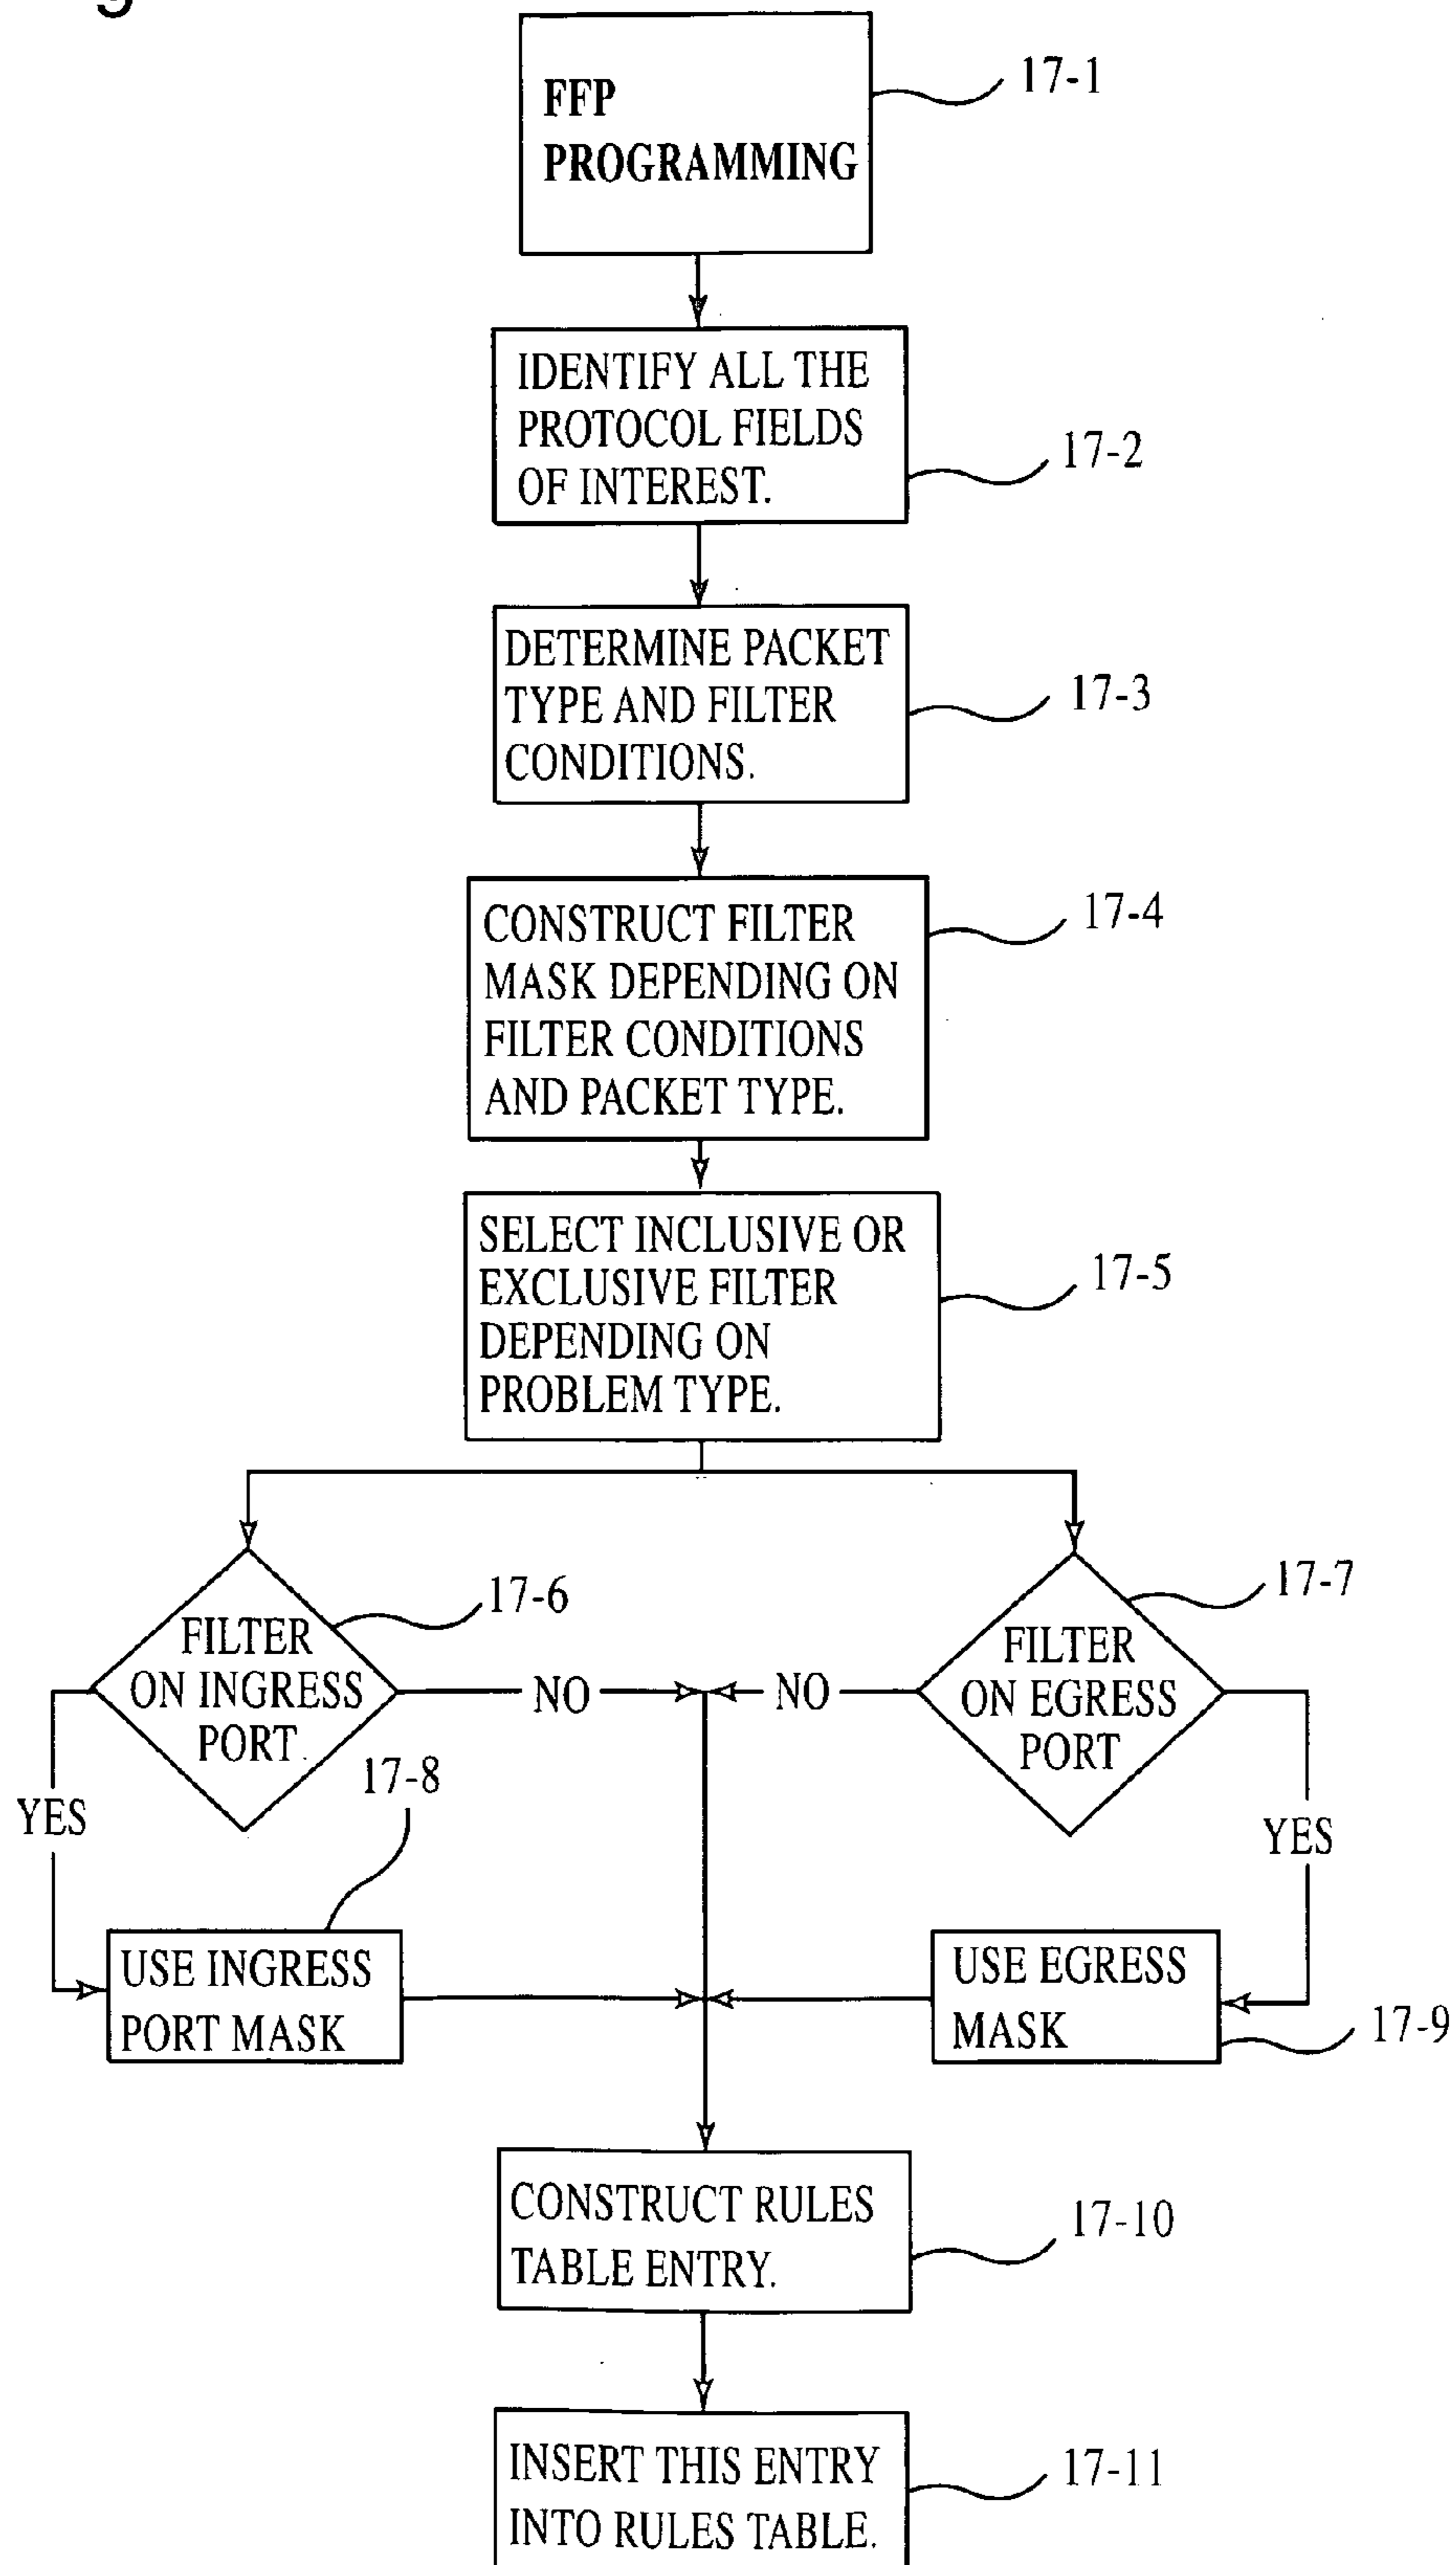 FFP
PROGRAMMING
17-1
IDENTIFY ALL THE
PROTOCOL FIELDS
OF INTEREST.
17-2
DETERMINE PACKET
TYPE AND FILTER
CONDITIONS.
17-3
CONSTRUCT FILTER
MASK DEPENDING ON
FILTER CONDITIONS
AND PACKET TYPE.
17-4
SELECT INCLUSIVE OR
EXCLUSIVE FILTER
DEPENDING ON
PROBLEM TYPE.
17-5
FILTER
ON INGRESS
PORT
17-6
NO
YES
FILTER
ON EGRESS
PORT
17-7
NO
YES
17-8
USE INGRESS
PORT MASK
USE EGRESS
MASK
17-9
CONSTRUCT RULES
TABLE ENTRY.
17-10
INSERT THIS ENTRY
INTO RULES TABLE.
17-11